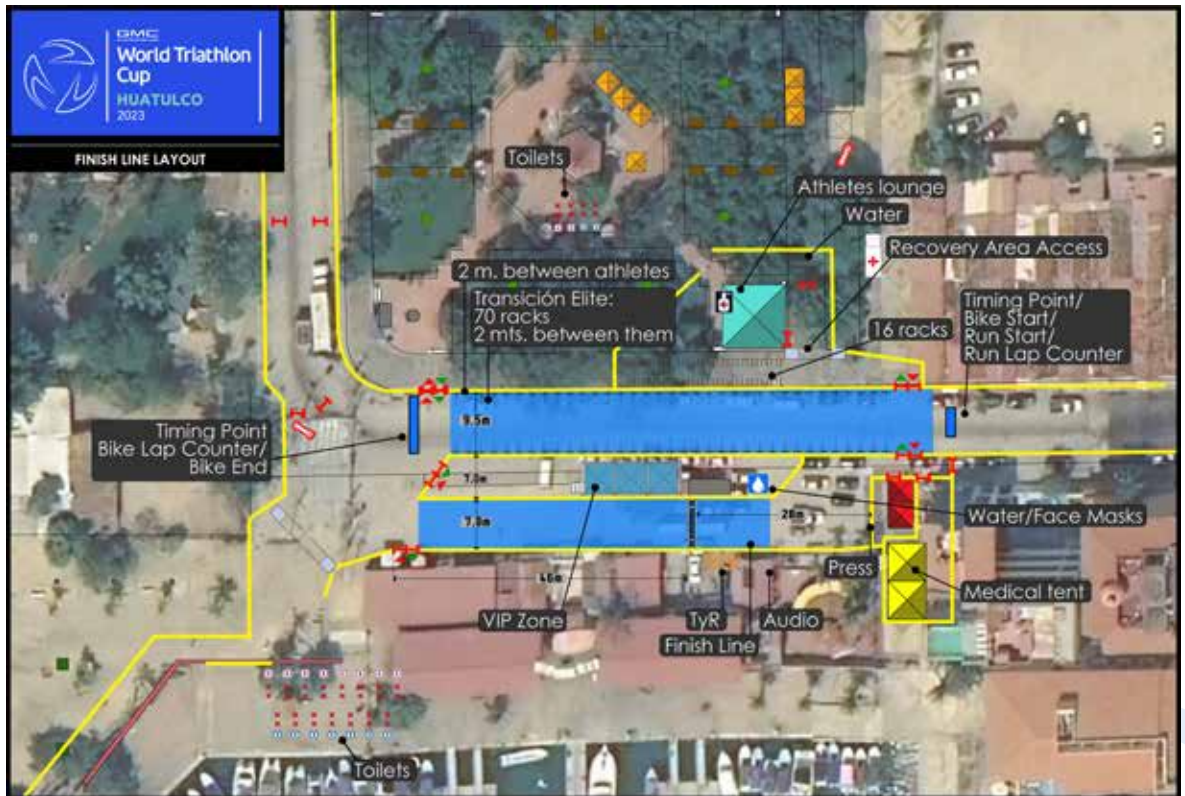 GMC
World Triathlon
Cup
HUATULCO
2023
FINISH LINE LAYOUT
Toilets
Athletes lounge
Water
Recovery Area Access
2 m. between athletes
Transición Elite:
70 racks
2 mts. between them
Timing Point/
Bike Start/
Run Start/
Run Lap Counter
16 racks
9.5m
Timing Point
Bike Lap Counter/
Bike End
7.0m
28m
Water/Face Masks
Press
Medical tent
VIP Zone
TyR
Audio
Finish Line
Toilets